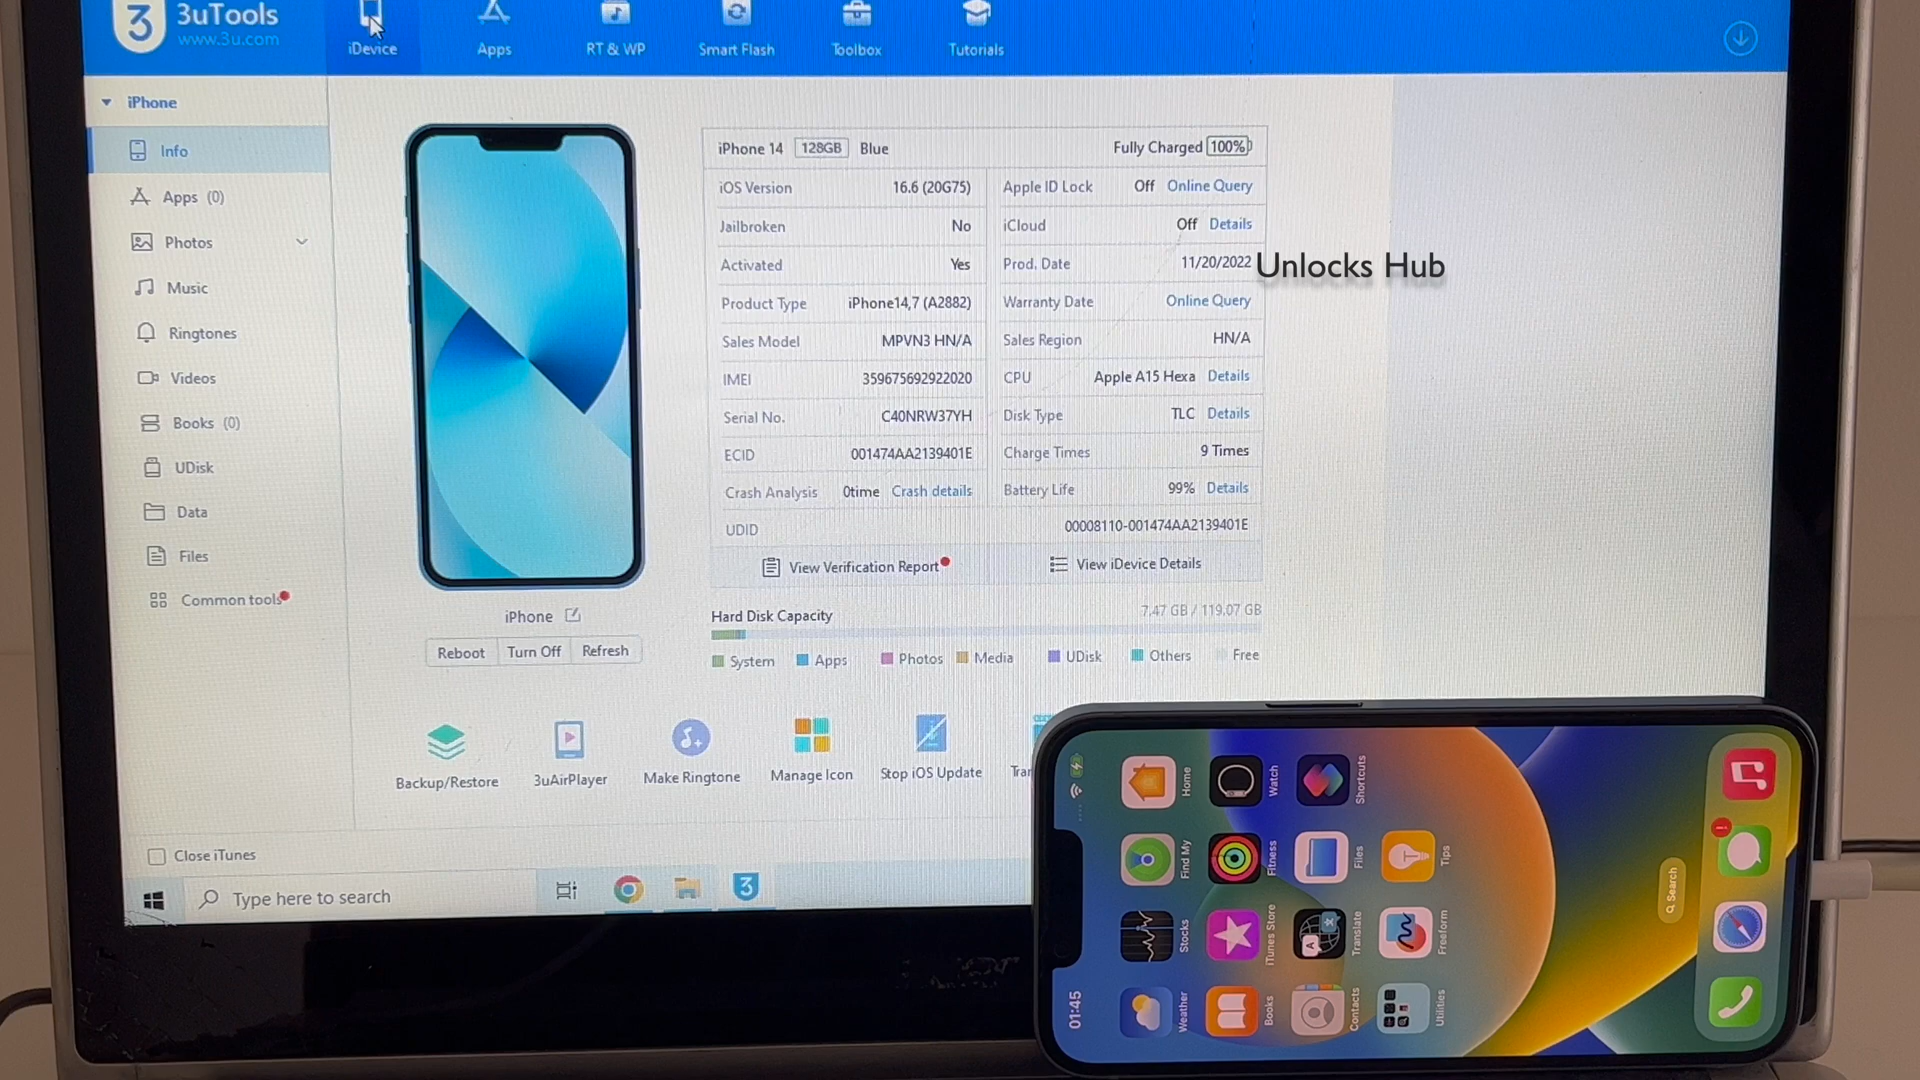 3 3uTools
www.3u.com
iDevice
Apps
RT & WP
Smart Flash
Toolbox
Tutorials
iPhone
Info
Apps (0)
Photos
Music
Ringtones
Videos
Books (0)
UDisk
Data
Files
Common tools
iPhone
Reboot
Turn Off
Refresh
iPhone 14 128GB Blue Fully Charged 100%
iOS Version 16.6 (20G75) Apple ID Lock Off Online Query
Jailbroken No iCloud Off Details
Activated Yes Prod. Date 11/20/2022
Unlocks Hub
Product Type iPhone14,7 (A2882) Warranty Date Online Query
Sales Model MPVN3 HN/A Sales Region HN/A
IMEI 359675692922020 CPU Apple A15 Hexa Details
Serial No. C40NRW37YH Disk Type TLC Details
ECID 001474AA2139401E Charge Times 9 Times
Crash Analysis 0time Crash details Battery Life 99% Details
UDID 00008110-001474AA2139401E
View Verification Report View iDevice Details
Hard Disk Capacity 7.47 GB / 119.07 GB
System Apps Photos Media UDisk Others Free
Backup/Restore
3uAirPlayer
Make Ringtone
Manage Icon
Stop iOS Update
Close iTunes
Type here to search
3
01:45
Home
Watch
Shortcuts
Find My
Fitness
Files
Tips
Stocks
iTunes Store
Translate
Freeform
Weather
Books
Contacts
Utilities
Search